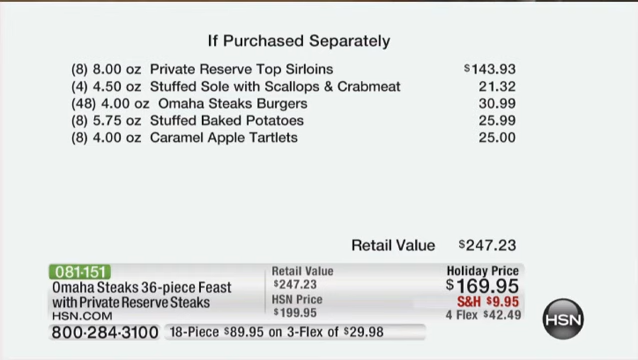 If Purchased Separately
(8) 8.00 oz Private Reserve Top Sirloins $143.93
(4) 4.50 oz Stuffed Sole with Scallops & Crabmeat 21.32
(48) 4.00 oz Omaha Steaks Burgers 30.99
(8) 5.75 oz Stuffed Baked Potatoes 25.99
(8) 4.00 oz Caramel Apple Tartlets 25.00
Retail Value $247.23
081-151
Omaha Steaks 36-piece Feast
with Private Reserve Steaks
HSN.COM
Retail Value
$247.23
HSN Price
$199.95
Holiday Price
$169.95
S&H $9.95
4 Flex $42.49
HSN
800-284-3100 18-Piece $89.95 on 3-Flex of $29.98